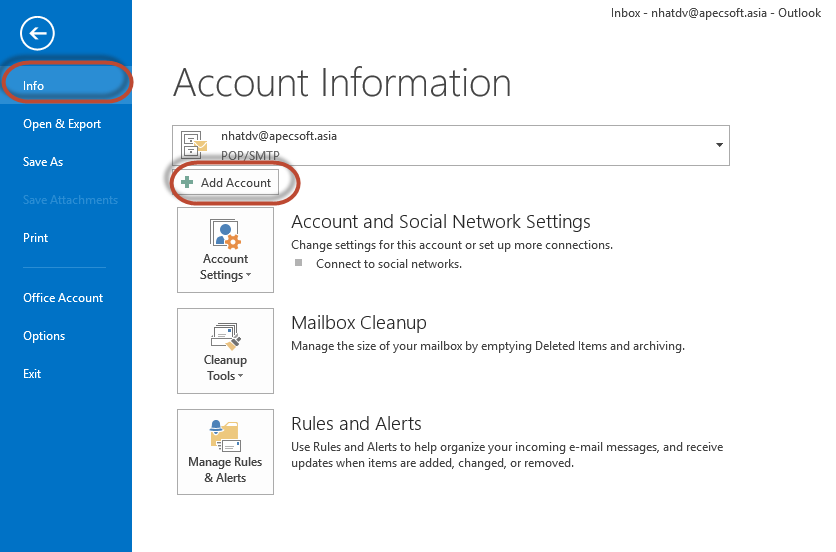 Inbox - nhatdv@apecsoft.asia - Outlook
Info
Open & Export
Save As
Save Attachments
Print
Office Account
Options
Exit
Account Information
nhatdv@apecsoft.asia
POP/SMTP
Add Account
Account
Settings
Account and Social Network Settings
Change settings for this account or set up more connections.
Connect to social networks.
Cleanup
Tools
Mailbox Cleanup
Manage the size of your mailbox by emptying Deleted Items and archiving.
Manage Rules
& Alerts
Rules and Alerts
Use Rules and Alerts to help organize your incoming e-mail messages, and receive
updates when items are added, changed, or removed.